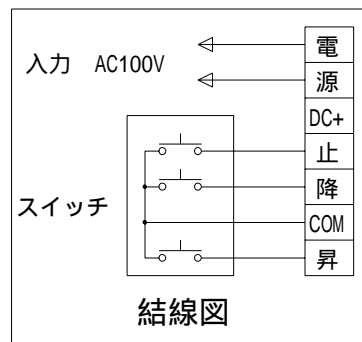 入力 AC100V
電
源
DC+
止
降
COM
昇
スイッチ
結線図